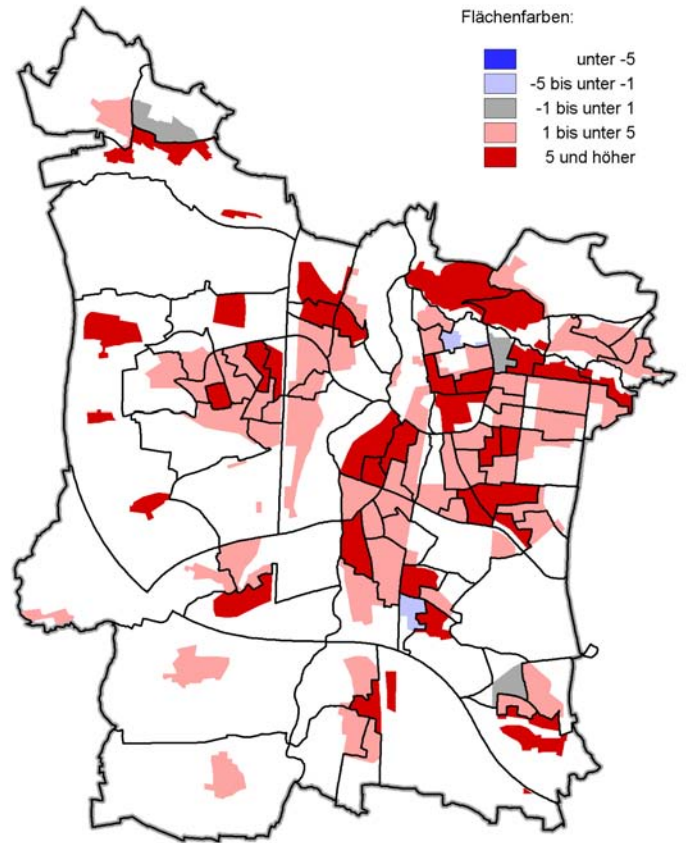 Flächenfarben:
unter -5
-5 bis unter -1
-1 bis unter 1
1 bis unter 5
5 und höher